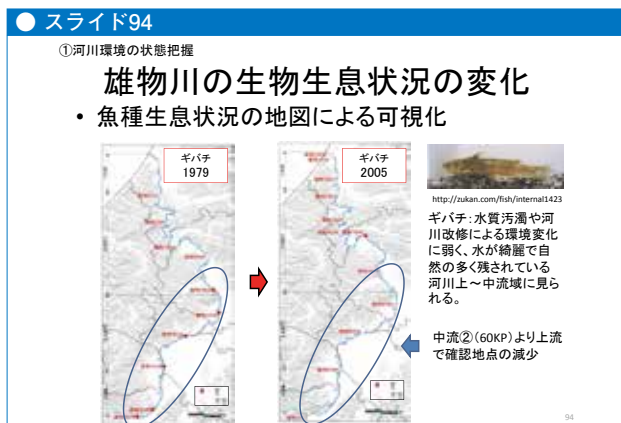 ● スライド94
①河川環境の状態把握
雄物川の生物生息状況の変化
• 魚種生息状況の地図による可視化
ギバチ
1979
ギバチ
2005
http://zukan.com/fish/internal1423
ギバチ:水質汚濁や河
川改修による環境変化
に弱く、水が綺麗で自
然の多く残されている
河川上～中流域に見ら
れる。
中流②(60KP)より上流
で確認地点の減少
94